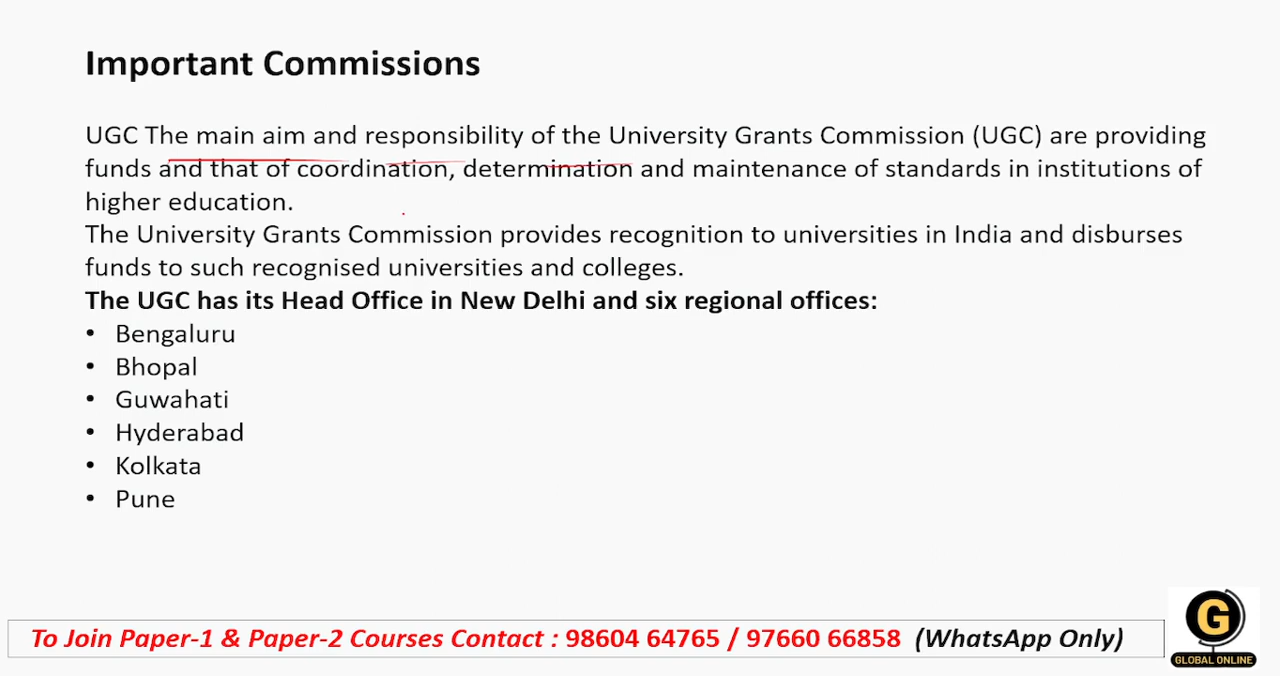 Important Commissions
UGC The main aim and responsibility of the University Grants Commission (UGC) are providing
funds and that of coordination, determination and maintenance of standards in institutions of
higher education.
The University Grants Commission provides recognition to universities in India and disburses
funds to such recognised universities and colleges.
The UGC has its Head Office in New Delhi and six regional offices:
• Bengaluru
• Bhopal
• Guwahati
• Hyderabad
• Kolkata
• Pune
To Join Paper-1 & Paper-2 Courses Contact : 98604 64765 / 97660 66858 (WhatsApp Only)
G
GLOBAL ONLINE